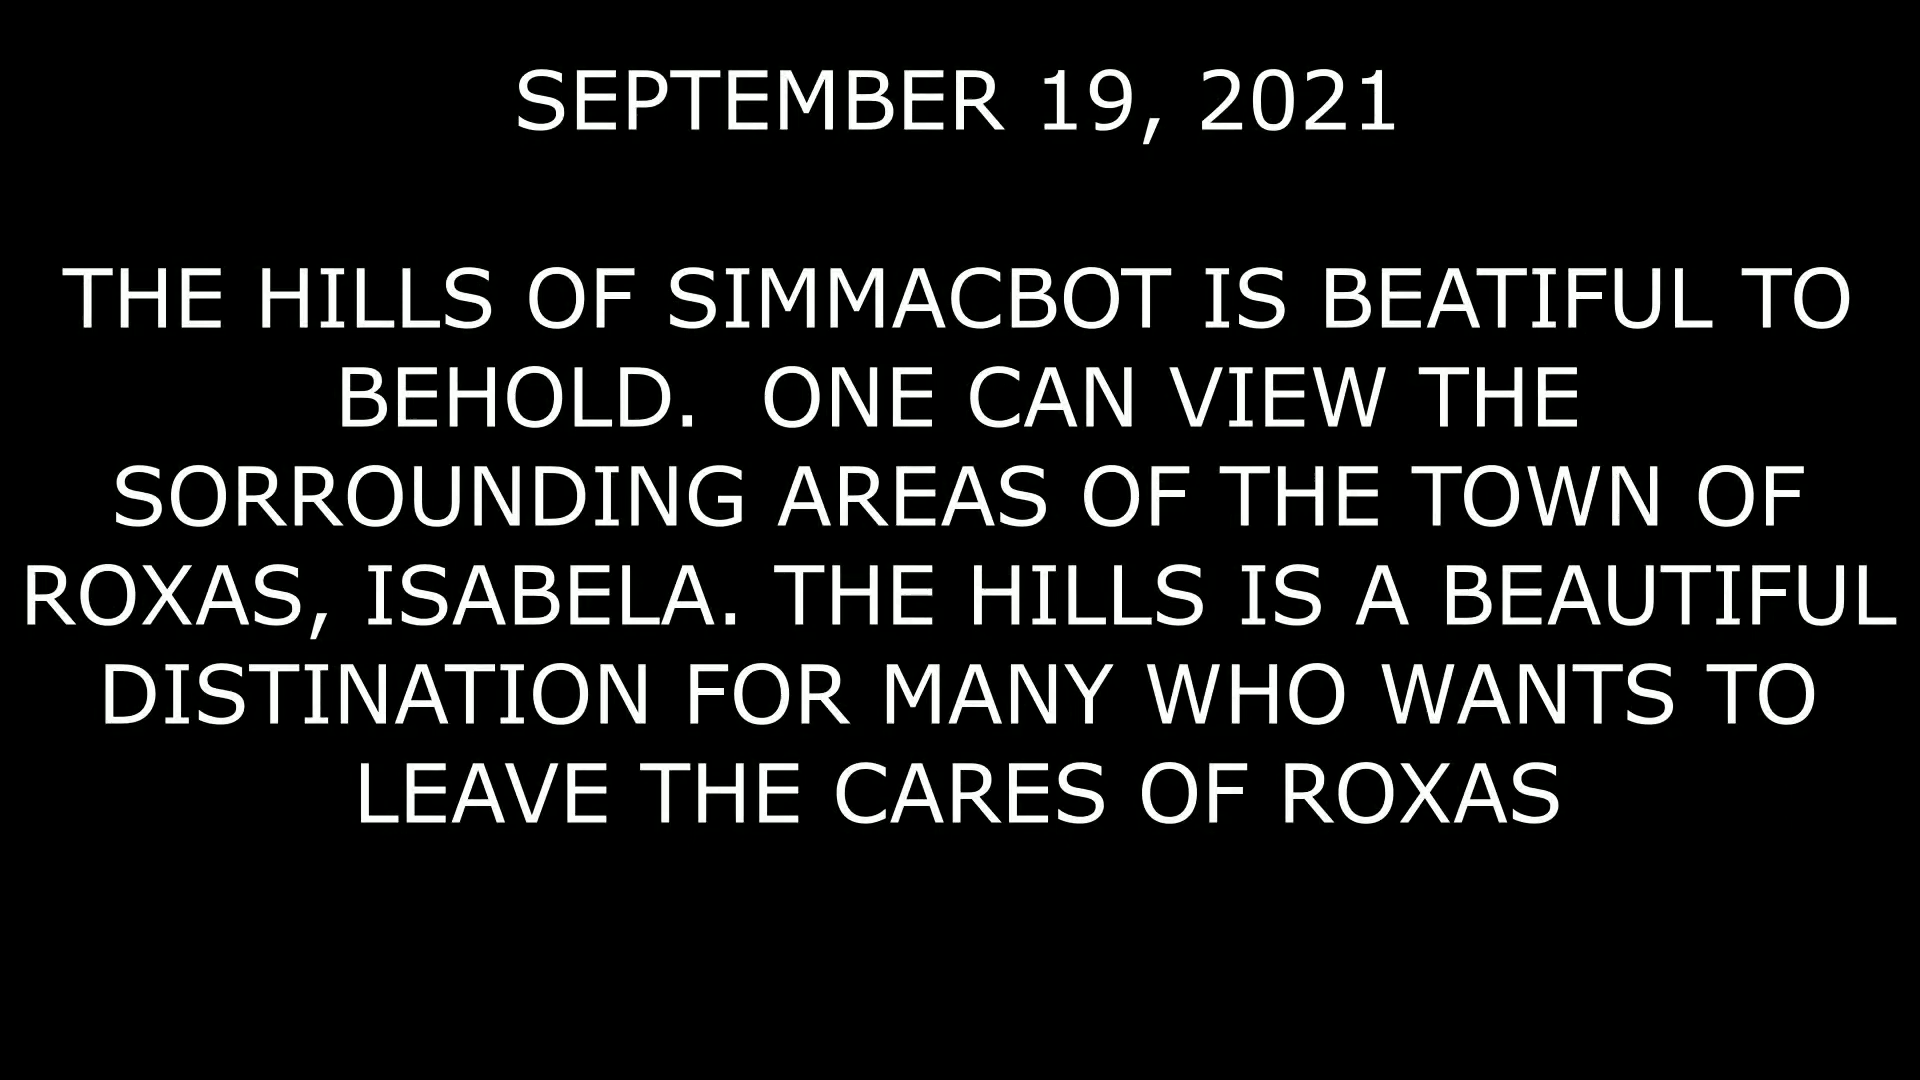 SEPTEMBER 19, 2021
THE HILLS OF SIMMACBOT IS BEATIFUL TO
BEHOLD.  ONE CAN VIEW THE
SORROUNDING AREAS OF THE TOWN OF
ROXAS, ISABELA. THE HILLS IS A BEAUTIFUL
DISTINATION FOR MANY WHO WANTS TO
LEAVE THE CARES OF ROXAS